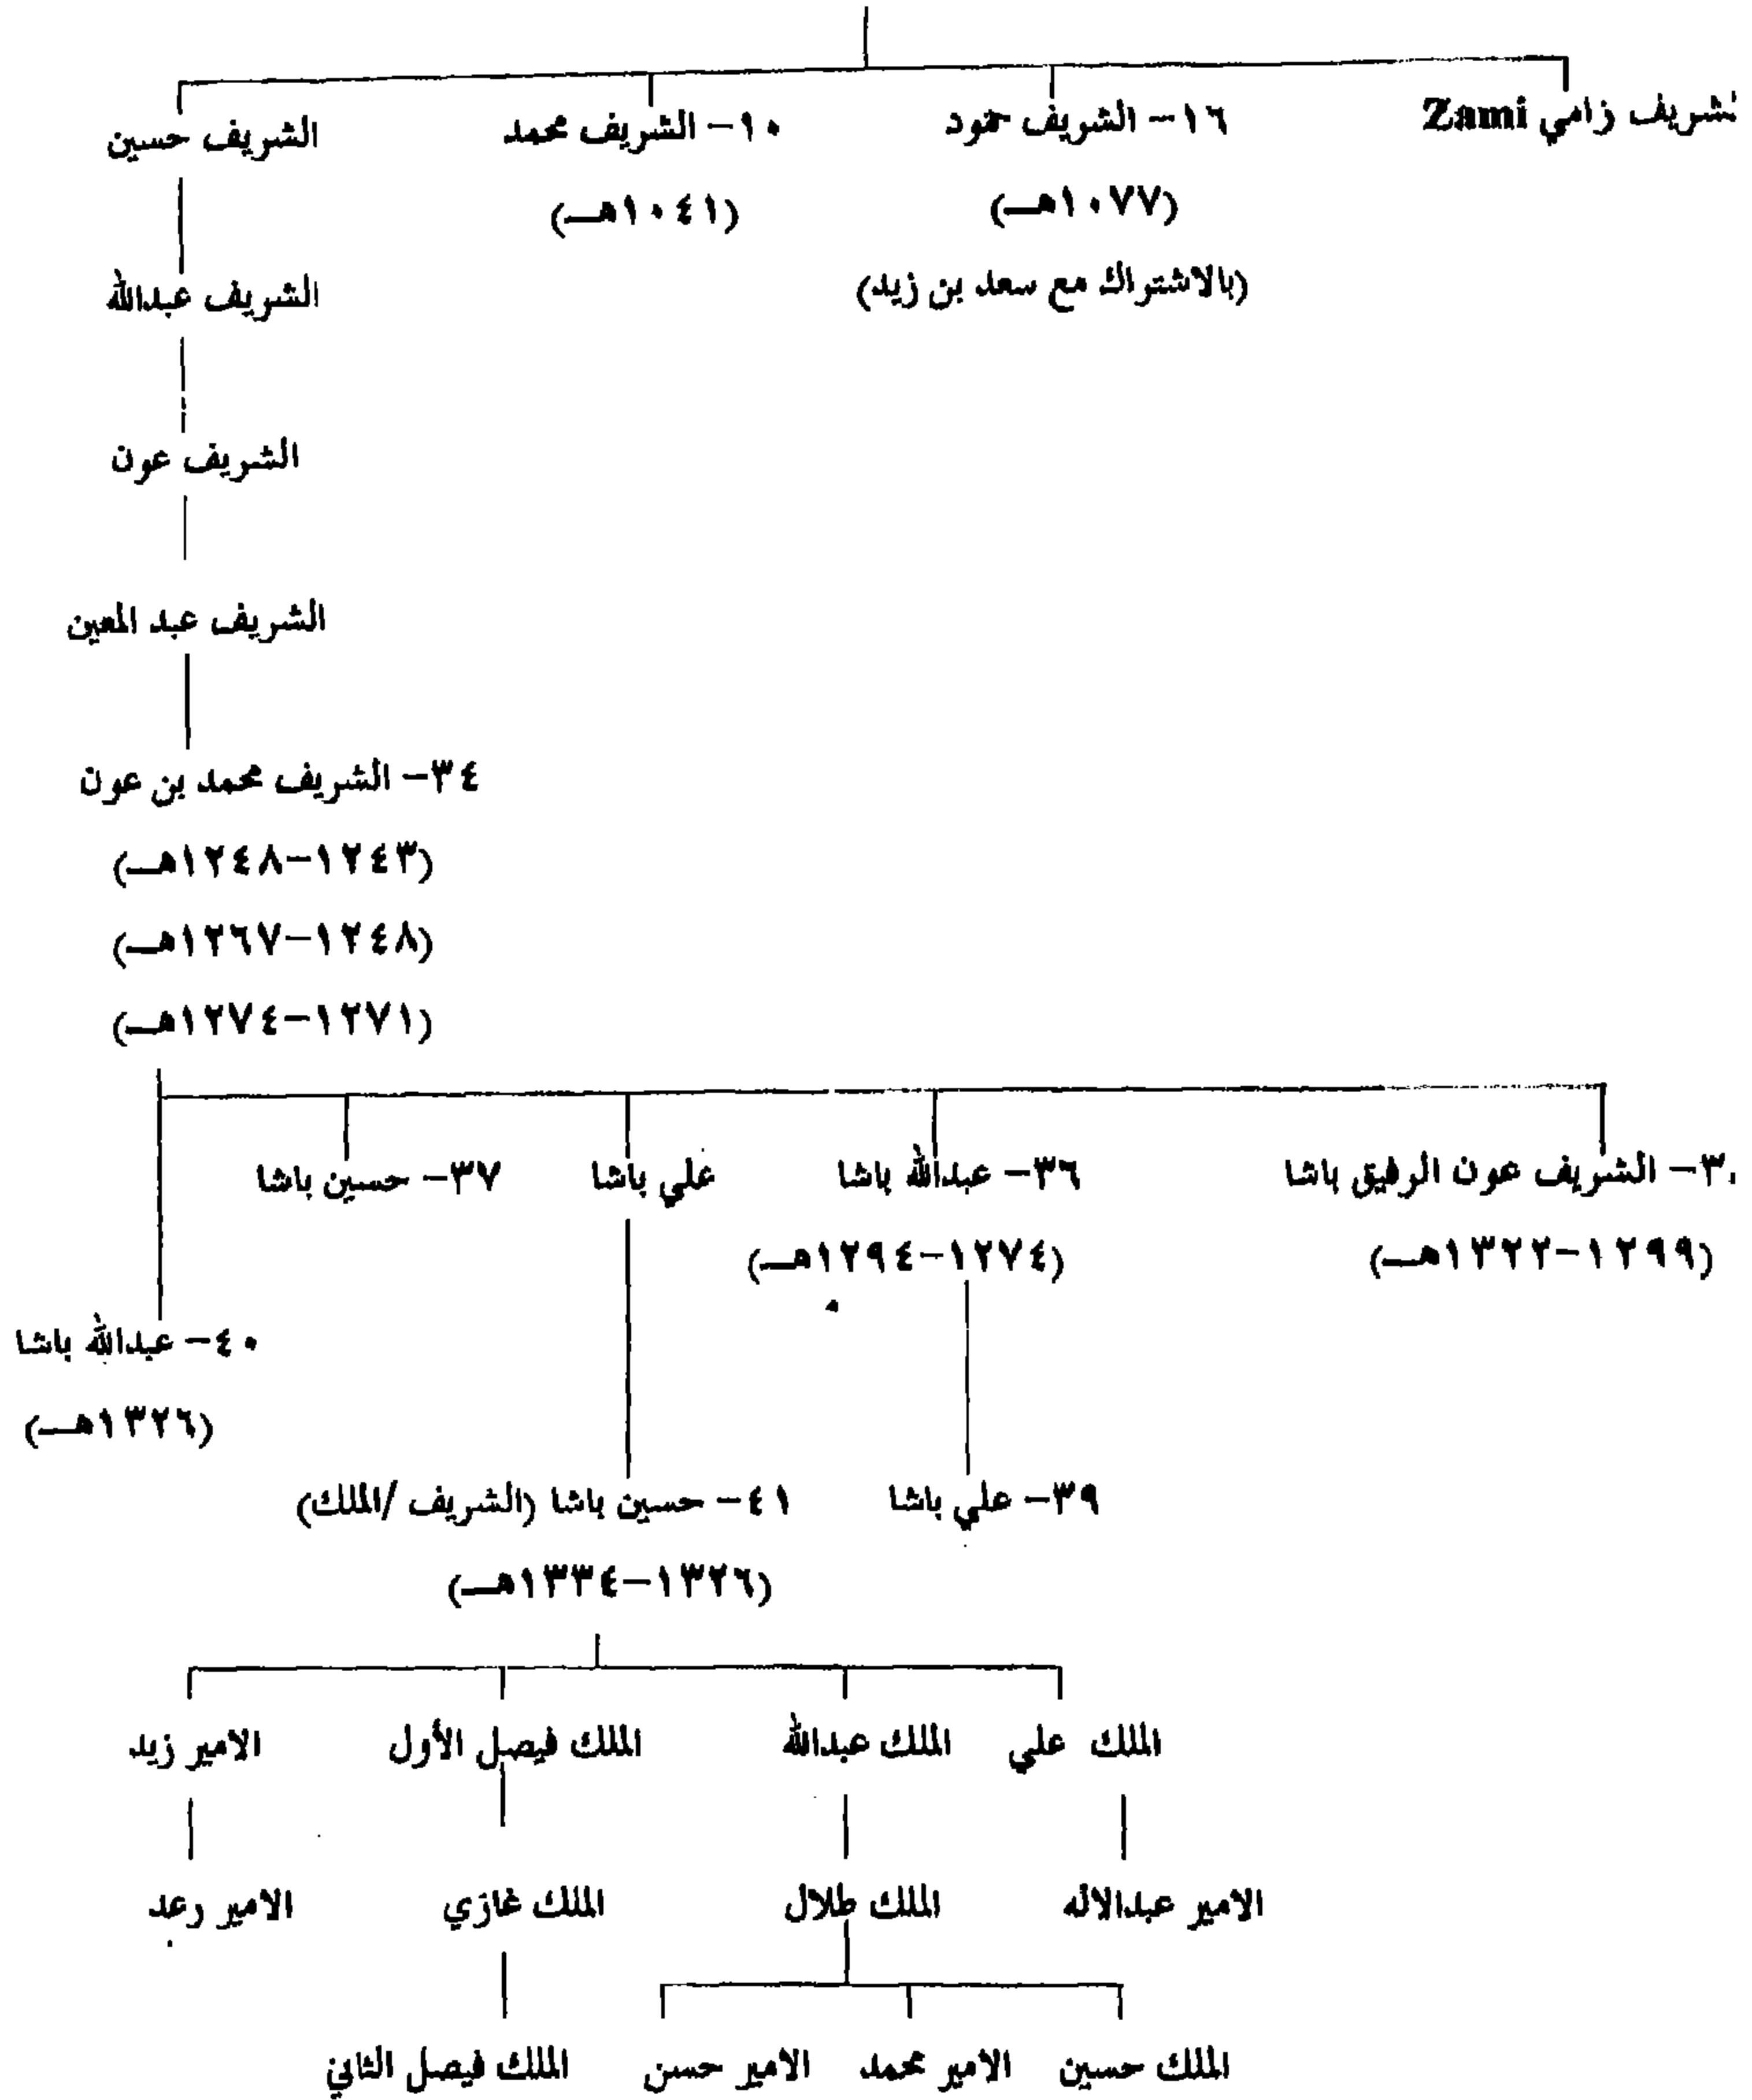 الشريف زامي Zami
١٦- الشريف حمود
١٠- الشريف محمد
الشريف حسين
(١٠٧٧هـ)
(١٠٤١هـ)
(بالاشتراك مع سعد بن زيد)
الشريف عبدالله
الشريف عون
الشريف عبد المعين
٣٤- الشريف محمد بن عون
(١٢٤٣-١٢٤٨هـ)
(١٢٤٨-١٢٦٧هـ)
(١٢٧١-١٢٧٤هـ)
٣- الشريف عون الرفيق باشا
٣٦- عبدالله باشا
علي باشا
٣٧- حسين باشا
(١٢٩٩-١٣٢٢هـ)
(١٢٧٤-١٢٩٤هـ)
٤٠- عبدالله باشا
(١٣٢٦هـ)
٣٩- علي باشا
٤١- حسين باشا (الشريف /الملك)
(١٣٢٦-١٣٣٤هـ)
الملك علي
الملك عبدالله
الملك فيصل الأول
الامير زيد
الامير عبدالاله
الملك طلال
الملك غازي
الامير رعد
الملك حسين
الامير محمد
الامير حسن
الملك فيصل الثاني